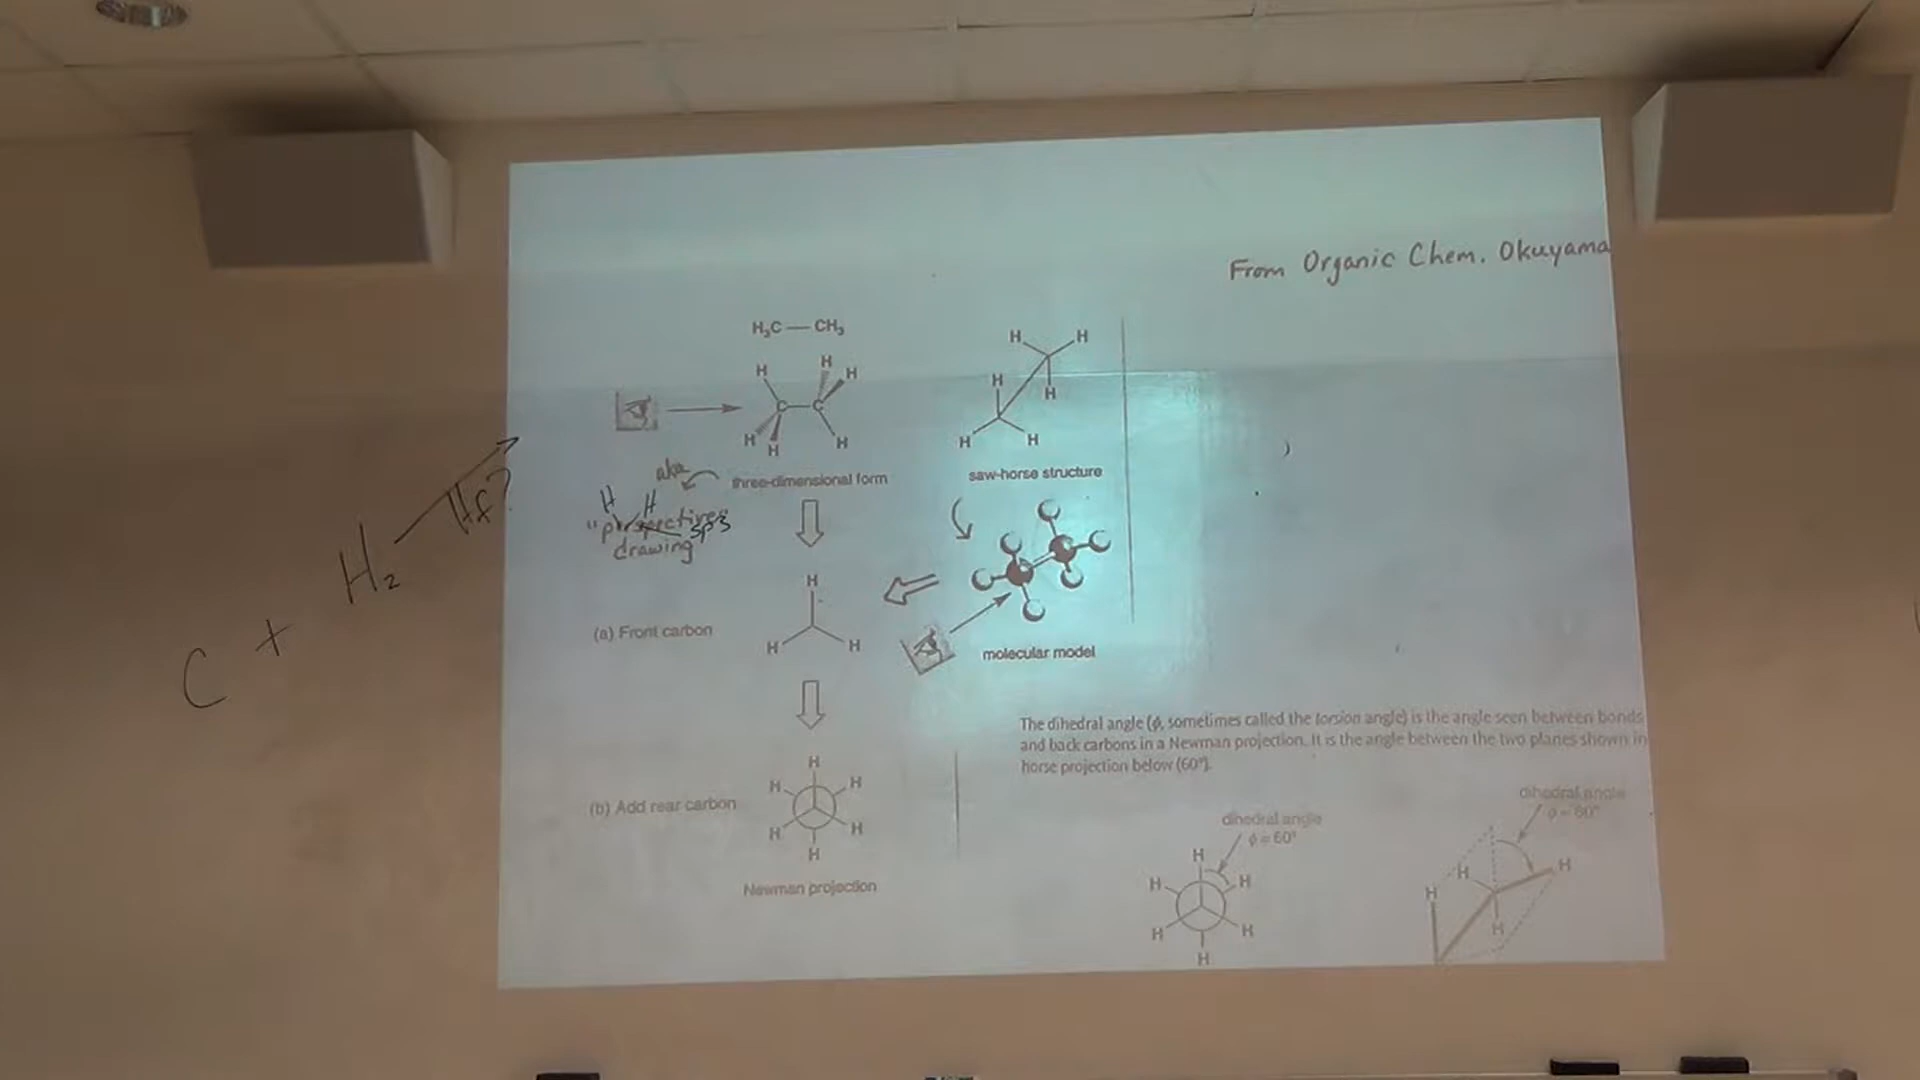 From Organic Chem. Okuyama
H₃C — CH₃
H H
H H
H H
H H
H
H
H
H
H H
aka
three-dimensional form
saw-horse structure
H H
"perspective"
sp3
drawing
Hf?
C + H₂
H
(a) Front carbon
H H
molecular model
The dihedral angle (ϕ, sometimes called the torsion angle) is the angle seen between bonds
and back carbons in a Newman projection. It is the angle between the two planes shown in
horse projection below (60°).
H
H H
(b) Add rear carbon
H H
H
Newman projection
dihedral angle
ϕ = 60°
H
H H
H H
H
dihedral angle
ϕ = 60°
H H
H
H